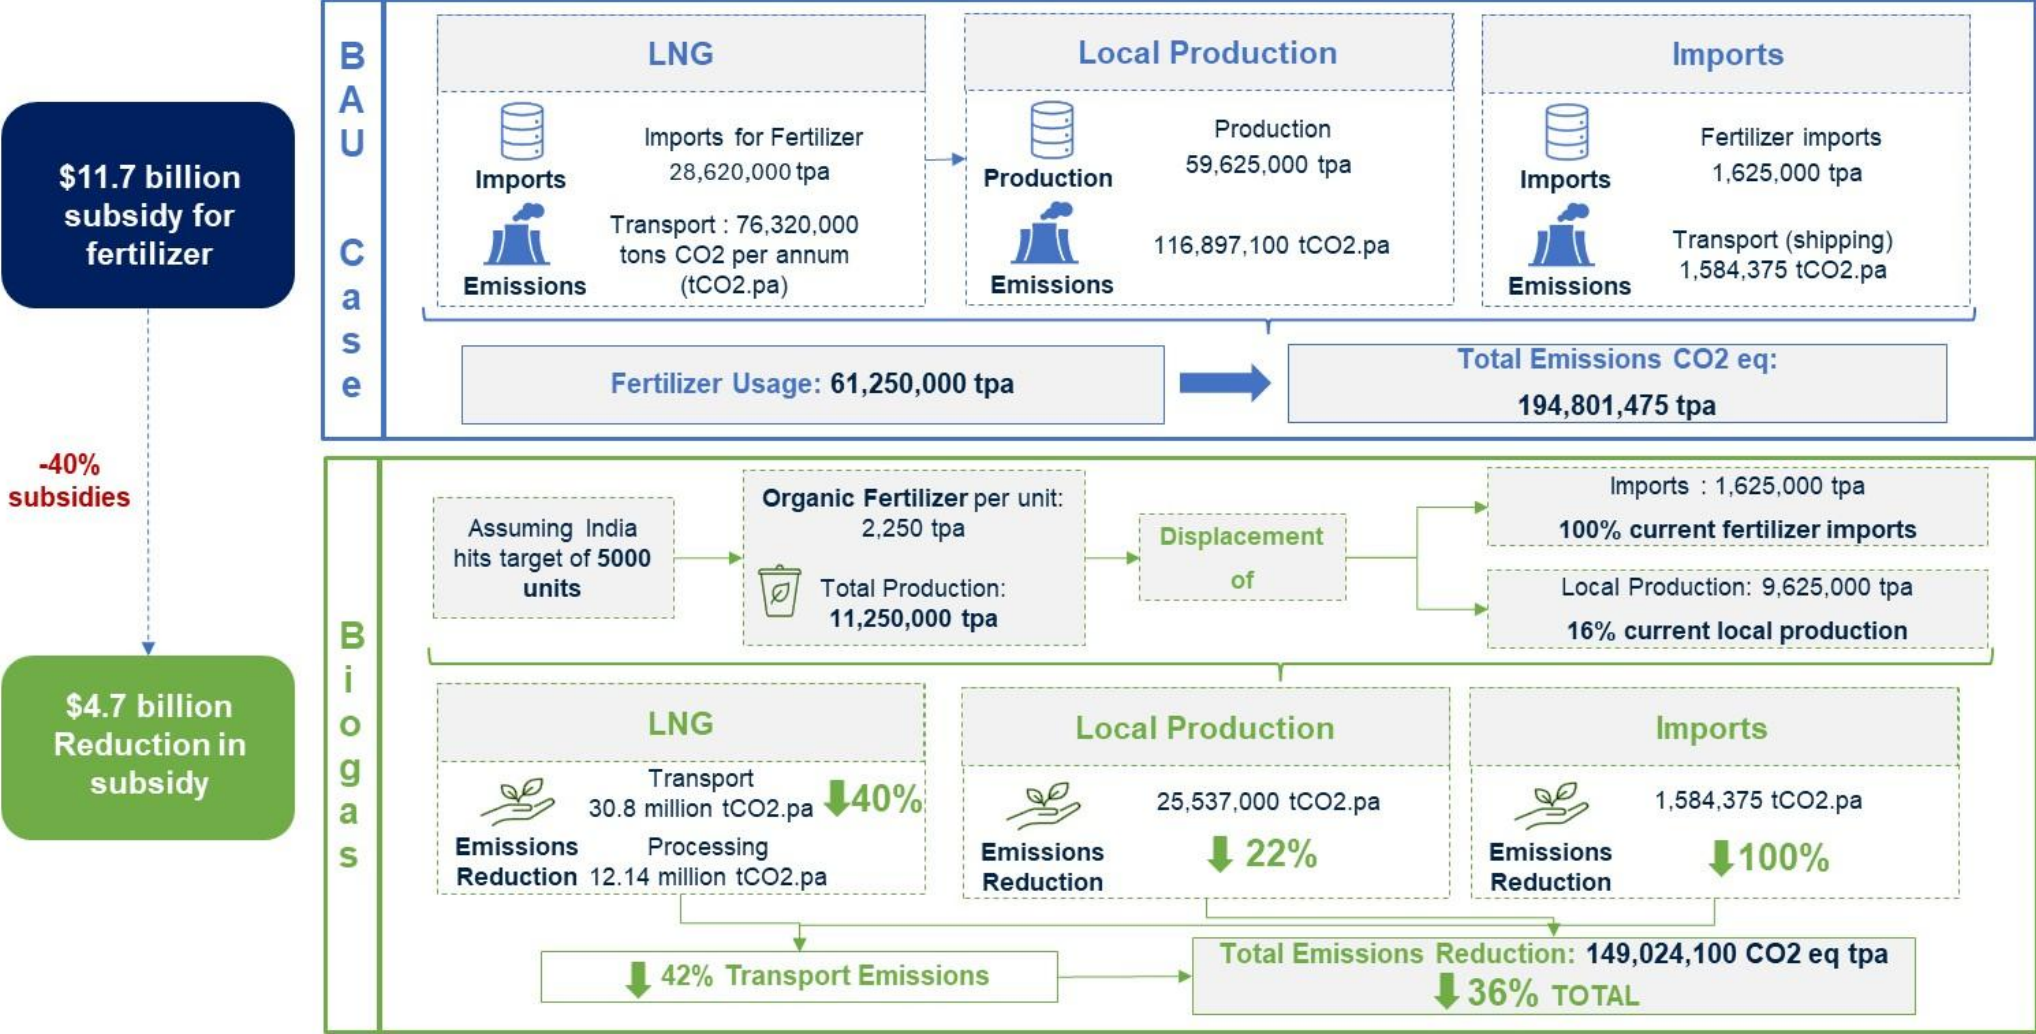 $11.7 billion
subsidy for
fertilizer
-40%
subsidies
$4.7 billion
Reduction in
subsidy
BAU Case
LNG
Imports
Imports for Fertilizer
28,620,000 tpa
Emissions
Transport : 76,320,000
tons CO2 per annum
(tCO2.pa)
Local Production
Production
Production
59,625,000 tpa
Emissions
116,897,100 tCO2.pa
Imports
Imports
Fertilizer imports
1,625,000 tpa
Emissions
Transport (shipping)
1,584,375 tCO2.pa
Fertilizer Usage: 61,250,000 tpa
Total Emissions CO2 eq:
194,801,475 tpa
Biogas
Assuming India
hits target of 5000
units
Organic Fertilizer per unit:
2,250 tpa
Total Production:
11,250,000 tpa
Displacement
of
Imports : 1,625,000 tpa
100% current fertilizer imports
Local Production: 9,625,000 tpa
16% current local production
LNG
Emissions
Reduction
Transport
30.8 million tCO2.pa
40%
Processing
12.14 million tCO2.pa
Local Production
Emissions
Reduction
25,537,000 tCO2.pa
22%
Imports
Emissions
Reduction
1,584,375 tCO2.pa
100%
42% Transport Emissions
Total Emissions Reduction: 149,024,100 CO2 eq tpa
36% TOTAL